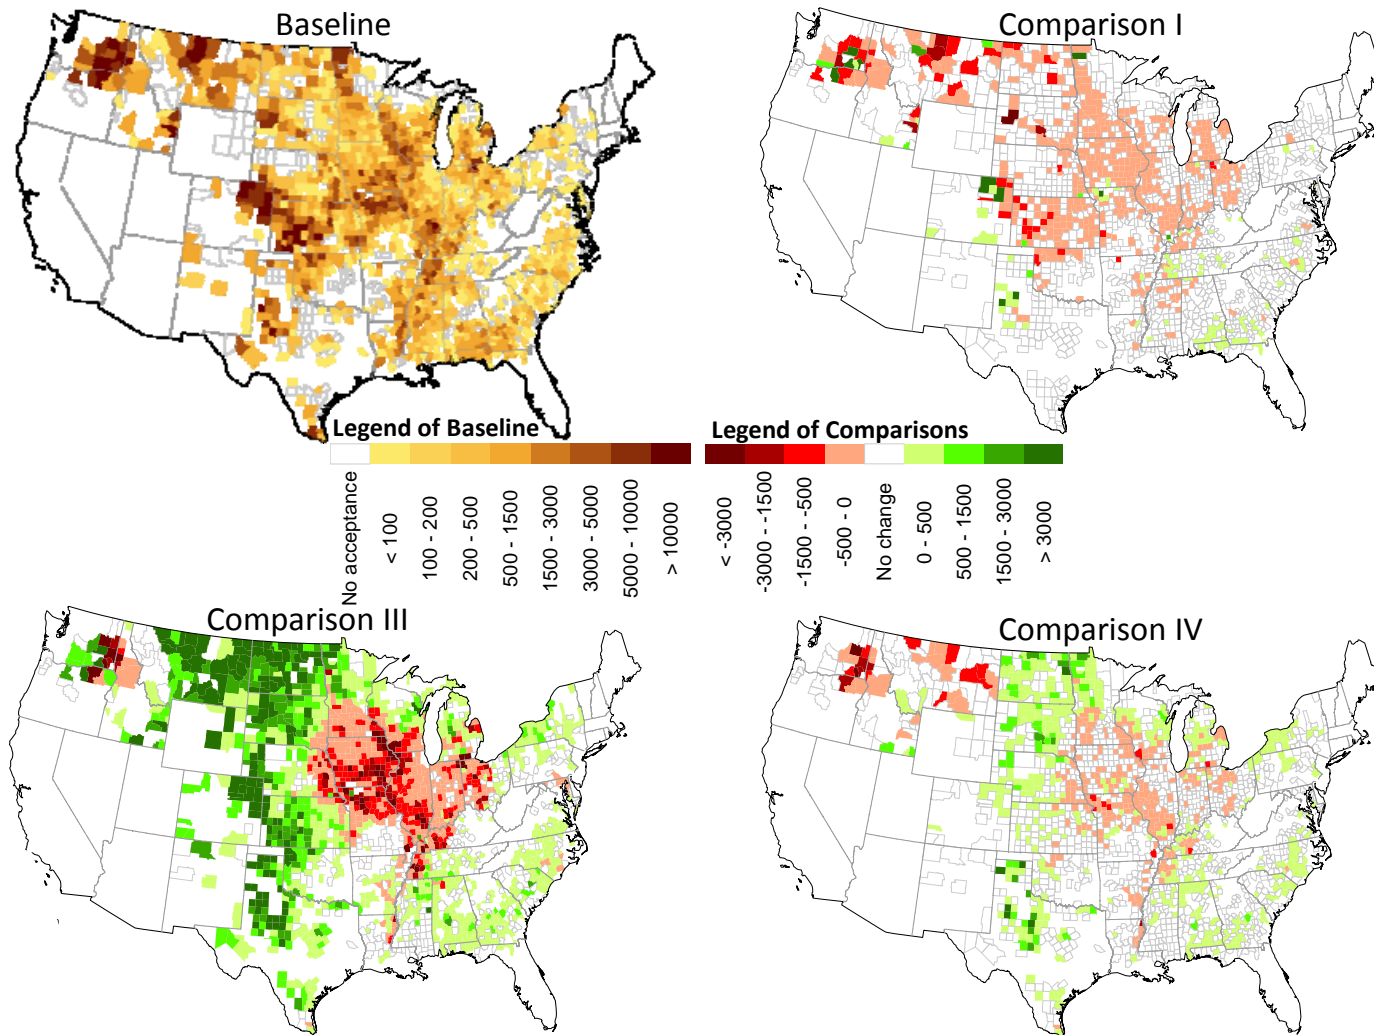 Baseline
Comparison I
Legend of Baseline
Legend of Comparisons
No acceptance
< 100
100 - 200
200 - 500
500 - 1500
1500 - 3000
3000 - 5000
5000 - 10000
> 10000
< -3000
-3000 - -1500
-1500 - -500
-500 - 0
No change
0 - 500
500 - 1500
1500 - 3000
> 3000
Comparison III
Comparison IV